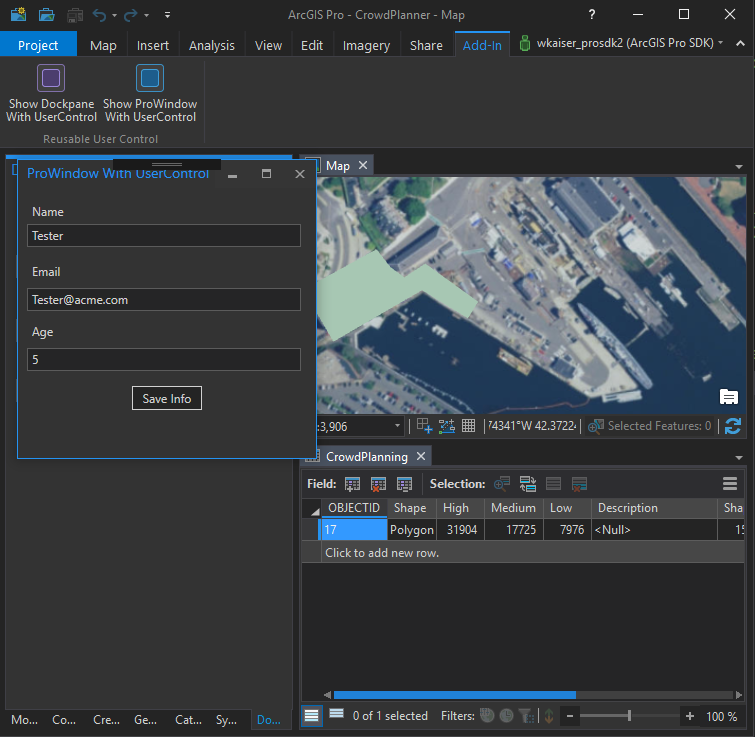 ArcGIS Pro - CrowdPlanner - Map
?
Project Map Insert Analysis View Edit Imagery Share Add-In wkaiser_prosdk2 (ArcGIS Pro SDK)
Show Dockpane
With UserControl
Show ProWindow
With UserControl
Reusable User Control
ProWindow With UserControl
Name
Tester
Email
Tester@acme.com
Age
5
Save Info
Map
:3,906
74341°W 42.3722
Selected Features: 0
CrowdPlanning
Field: Selection:
OBJECTID Shape High Medium Low Description Sha
17 Polygon 31904 17725 7976 <Null> 15
Click to add new row.
0 of 1 selected Filters: 100 %
Mo... Co... Cre... Ge... Cat... Sy... Do...